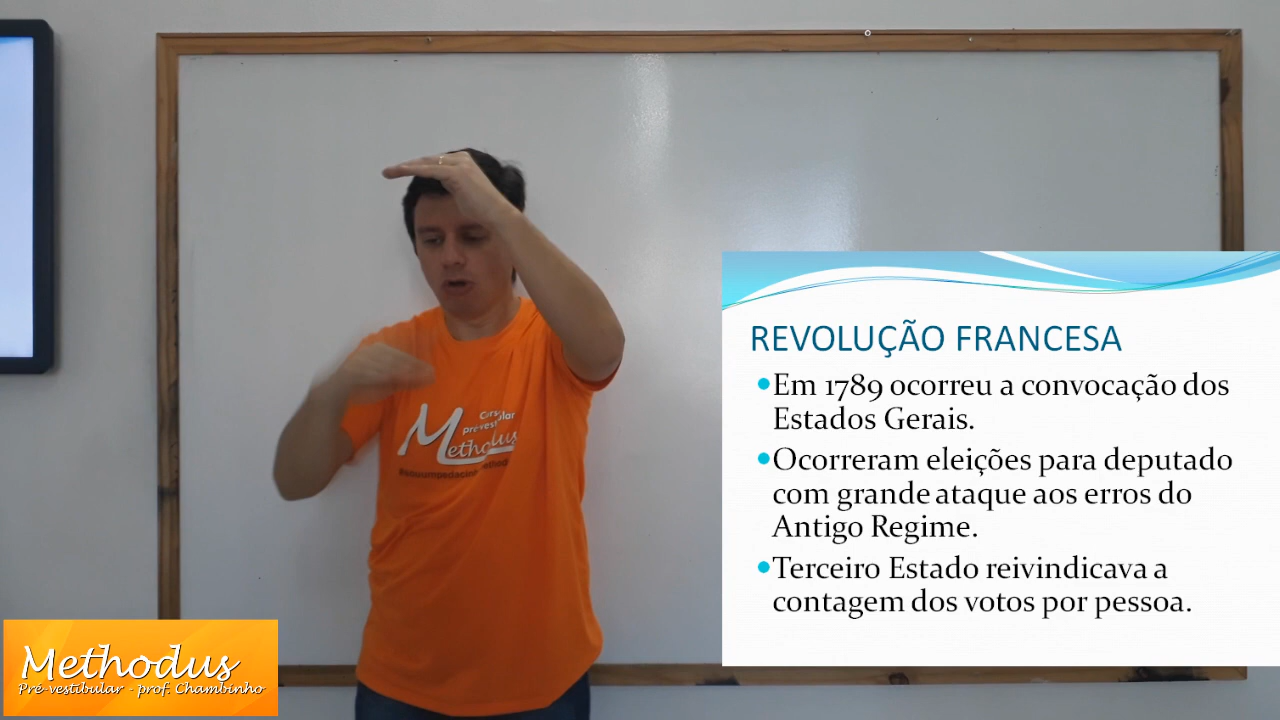 REVOLUÇÃO FRANCESA
Em 1789 ocorreu a convocação dos
Estados Gerais.
Ocorreram eleições para deputado
com grande ataque aos erros do
Antigo Regime.
Terceiro Estado reivindicava a
contagem dos votos por pessoa.
Methodus
Methodus
Pré-vestibular - prof. Chambinho